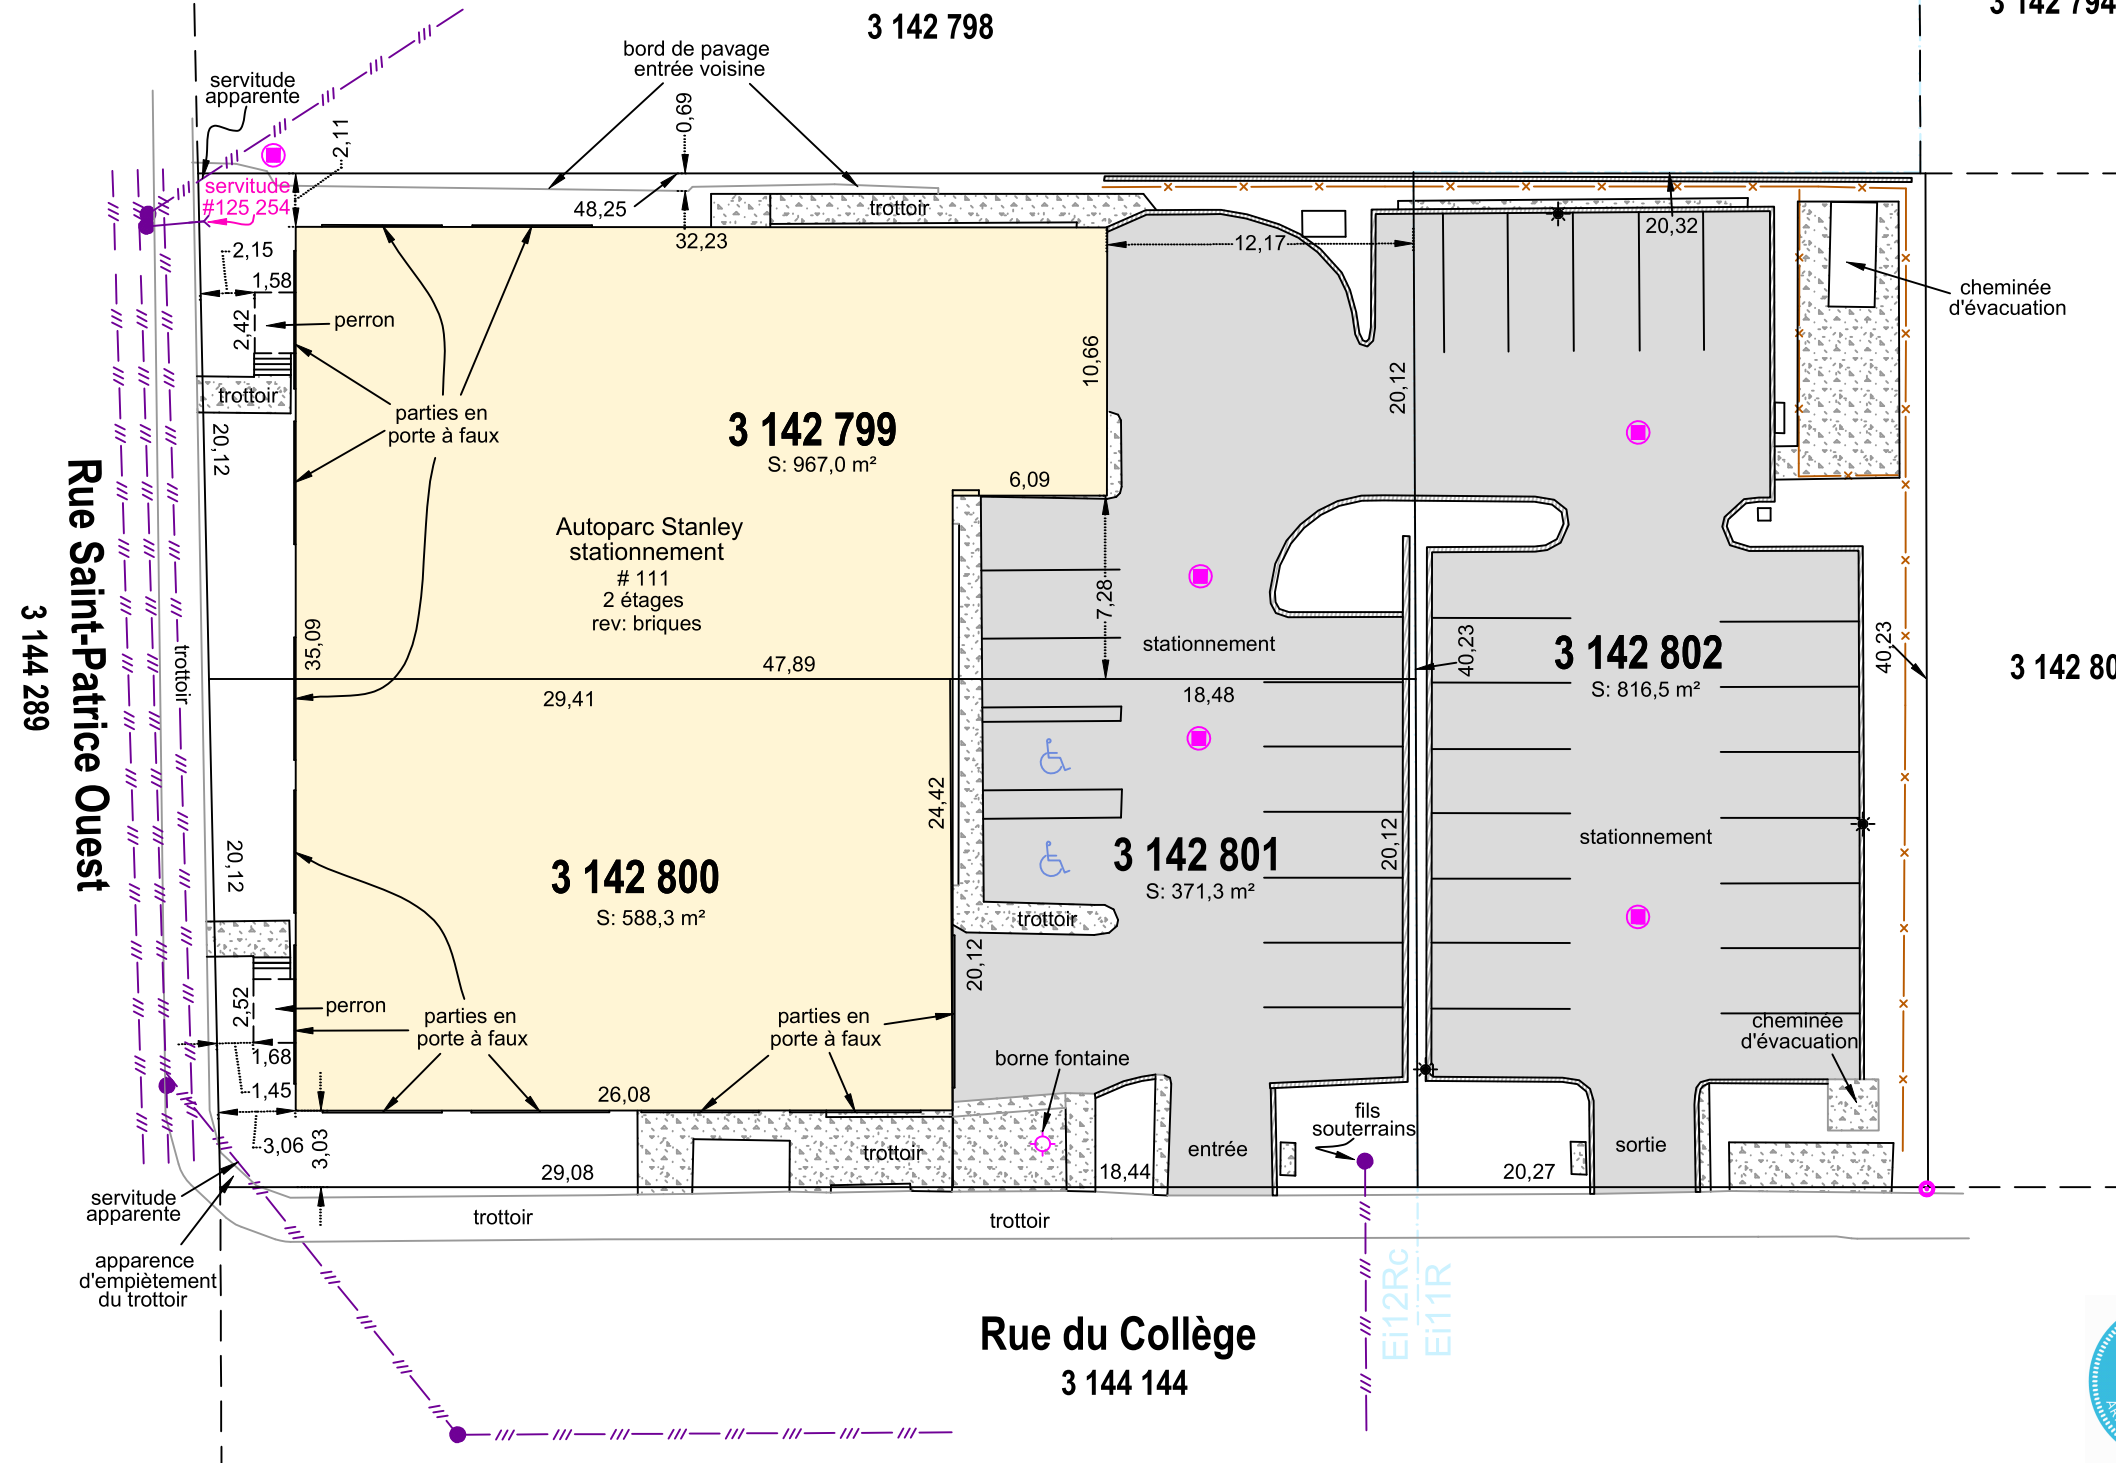 3 142 798
3 142 794
bord de pavage
entrée voisine
servitude
apparente
0,69
2,11
servitude
#125 254
48,25
trottoir
32,23
12,17
20,32
2,15
1,58
cheminée
d'évacuation
2,42
perron
10,66
20,12
trottoir
parties en
porte à faux
3 142 799
S: 967,0 m²
20,12
6,09
Autoparc Stanley
stationnement
# 111
2 étages
rev: briques
7,28
Rue Saint-Patrice Ouest
3 144 289
trottoir
35,09
stationnement
40,23
3 142 802
S: 816,5 m²
40,23
3 142 80
47,89
29,41
18,48
24,42
20,12
3 142 800
S: 588,3 m²
3 142 801
S: 371,3 m²
20,12
stationnement
trottoir
20,12
2,52
perron
parties en
porte à faux
parties en
porte à faux
cheminée
d'évacuation
1,68
1,45
borne fontaine
26,08
fils
souterrains
3,06
3,03
trottoir
entrée
sortie
29,08
18,44
20,27
servitude
apparente
trottoir
trottoir
apparence
d'empiètement
du trottoir
Ei12Rc
Ei11R
Rue du Collège
3 144 144